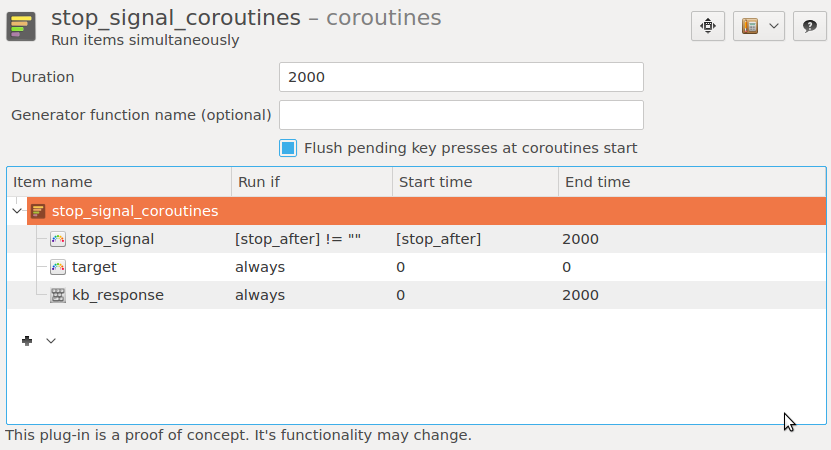 stop_signal_coroutines – coroutines
Run items simultaneously
Duration 2000
Generator function name (optional)
Flush pending key presses at coroutines start
Item name Run if Start time End time
stop_signal_coroutines
stop_signal [stop_after] != "" [stop_after] 2000
target always 0 0
kb_response always 0 2000
This plug-in is a proof of concept. It's functionality may change.